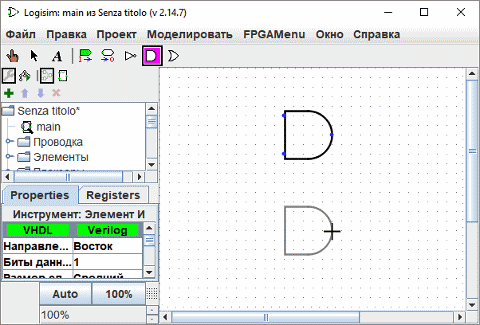 Logisim: main из Senza titolo (v 2.14.7)
Файл Правка Проект Моделировать FPGAMenu Окно Справка
A
Senza titolo*
main
Проводка
Элементы
Properties Registers
Инструмент: Элемент И
VHDL Verilog
Направле... Восток
Биты данн... 1
Размер эл... Средний
Auto 100%
100%